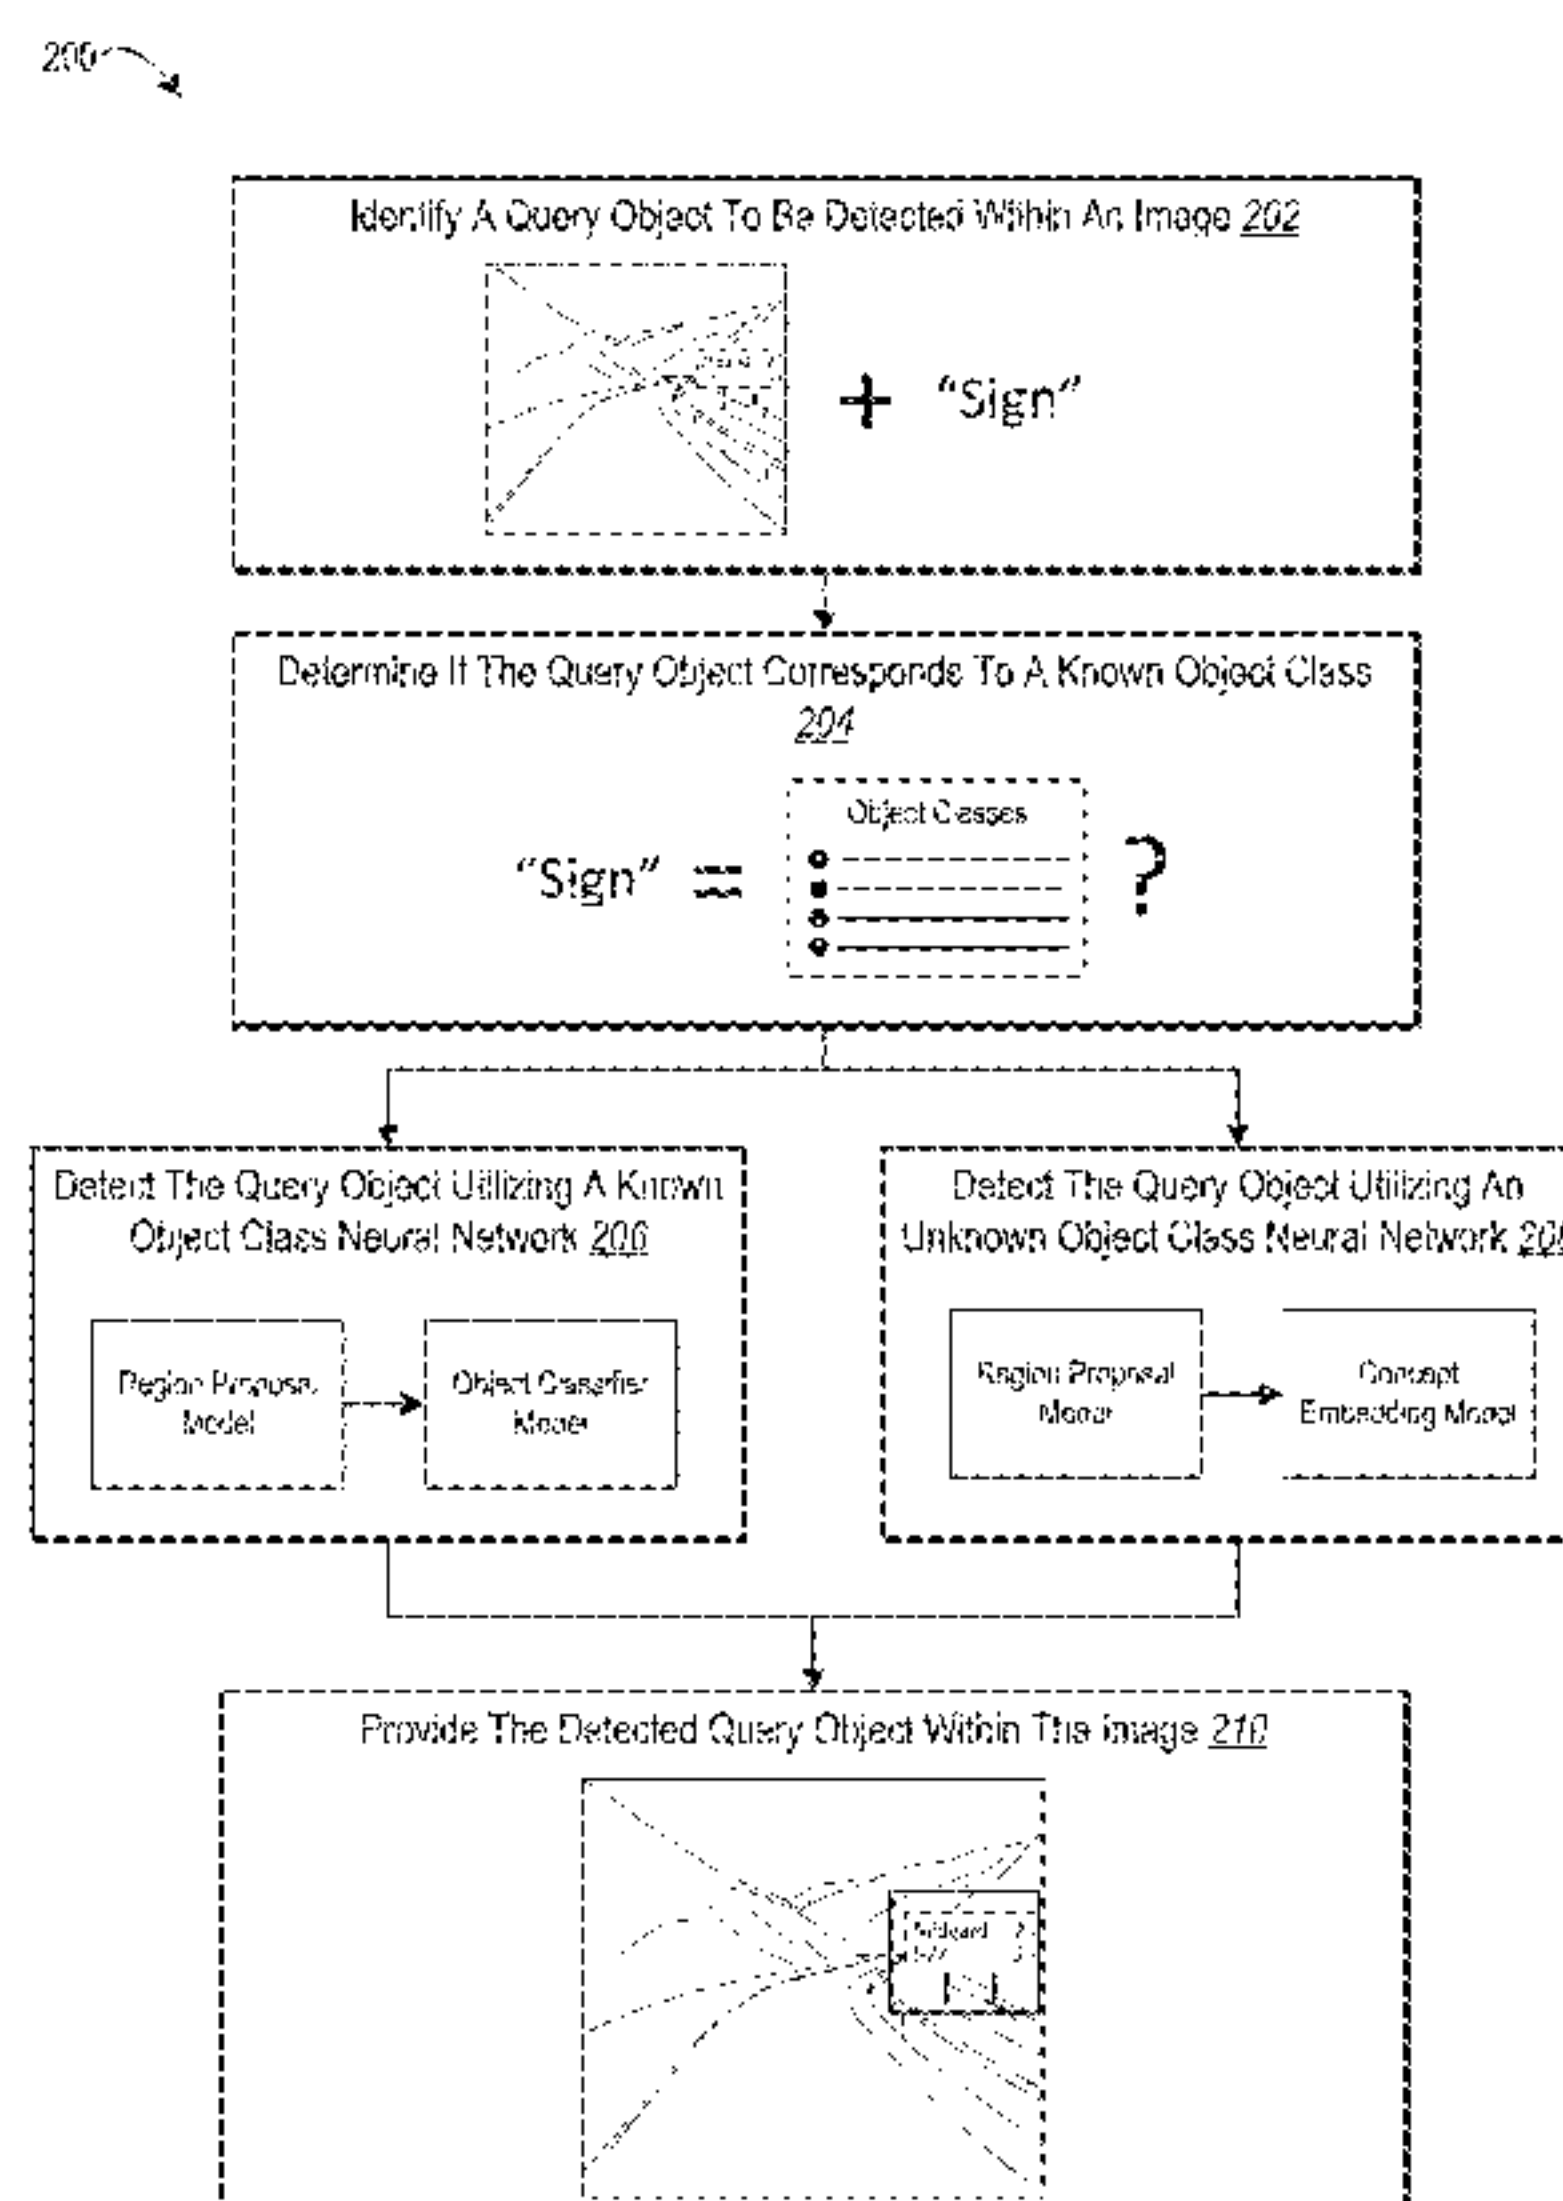 200
Identify A Query Object To Be Detected Within An Image 202
"Sign"
Determine If The Query Object Corresponds To A Known Object Class
204
Object Classes
"Sign" = ?
Detect The Query Object Utilizing A Known
Object Class Neural Network 206
Region Proposal
Model
Object Classifier
Model
Detect The Query Object Utilizing An
Unknown Object Class Neural Network
Region Proposal
Model
Concept
Embedding Model
Provide The Detected Query Object Within The Image 210